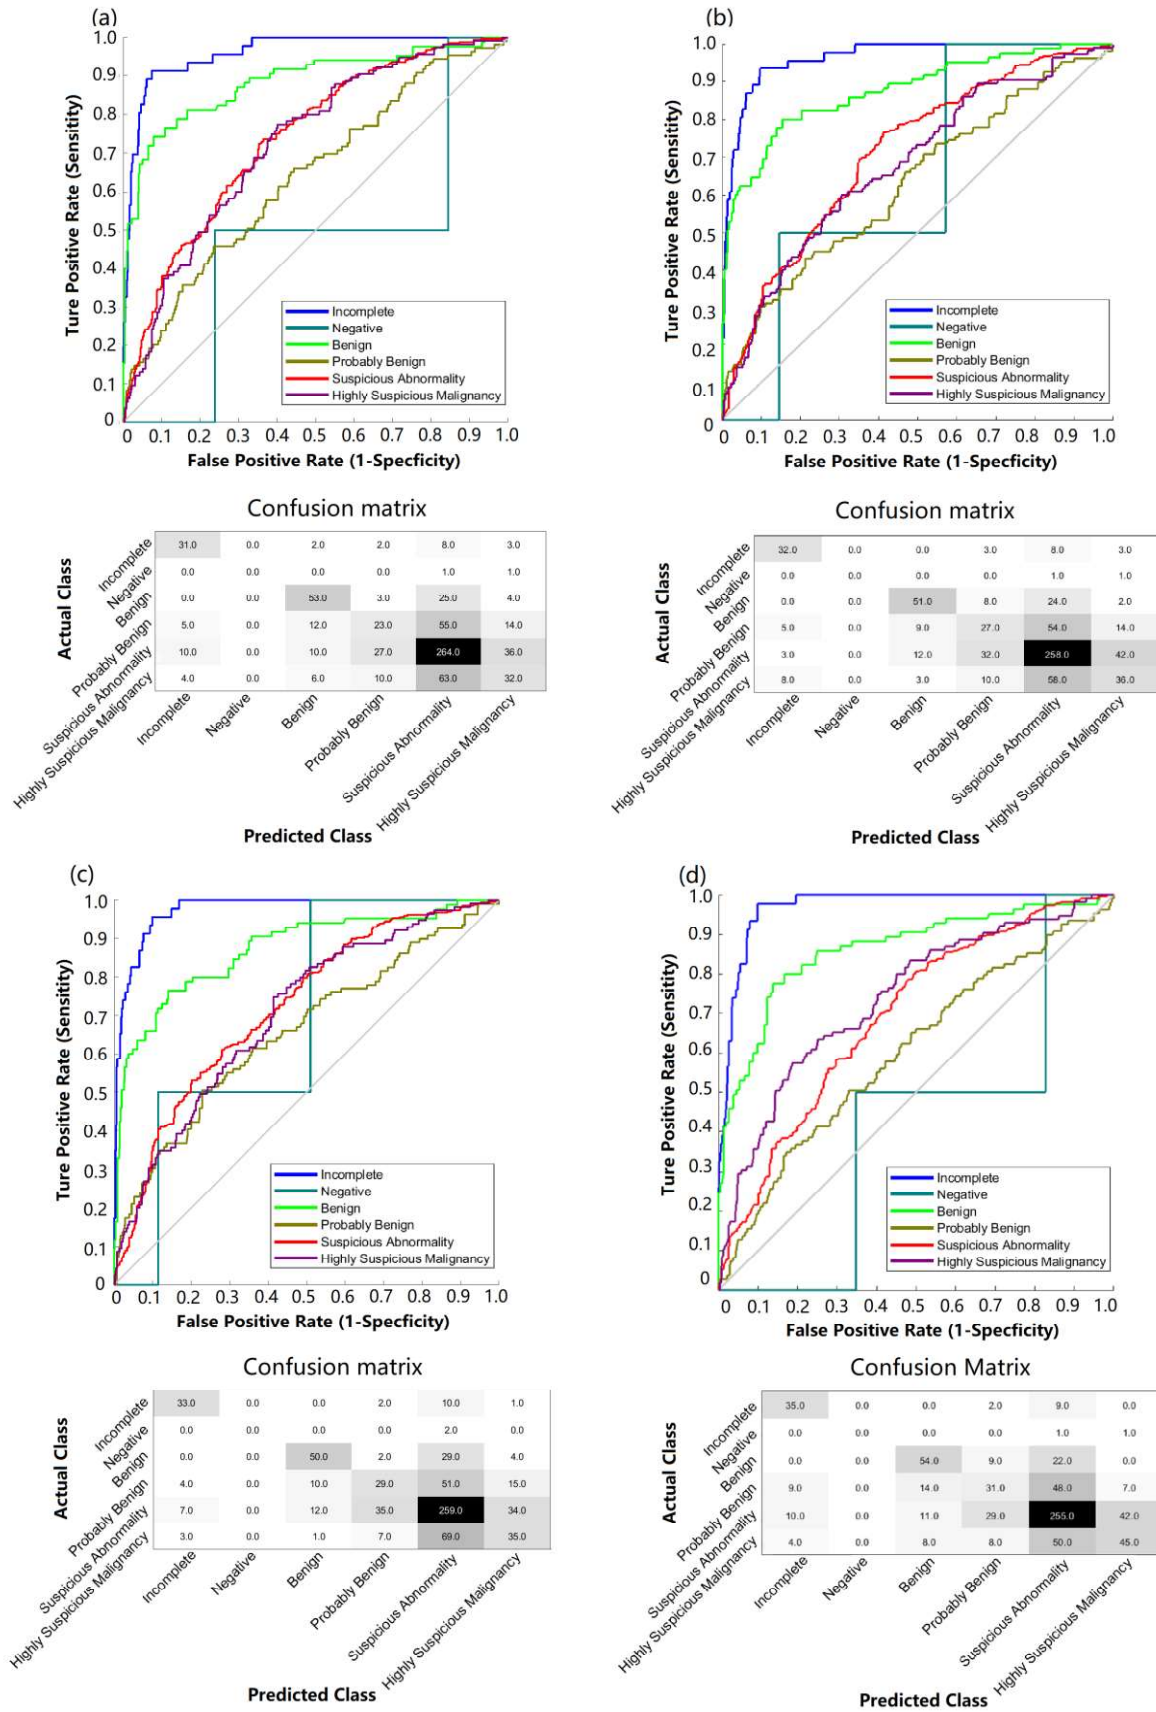 (a)
Ture Positive Rate (Sensitity)
1.0
0.9
0.8
0.7
0.6
0.5
0.4
0.3
0.2
0.1
0
Incomplete
Negative
Benign
Probably Benign
Suspicious Abnormality
Highly Suspicious Malignancy
0 0.1 0.2 0.3 0.4 0.5 0.6 0.7 0.8 0.9 1.0
False Positive Rate (1-Specficity)
Confusion matrix
Actual Class
Incomplete 31.0 0.0 2.0 2.0 8.0 3.0
Negative 0.0 0.0 0.0 0.0 1.0 1.0
Benign 0.0 0.0 53.0 3.0 25.0 4.0
Probably Benign 5.0 0.0 12.0 23.0 55.0 14.0
Suspicious Abnormality 10.0 0.0 10.0 27.0 264.0 36.0
Highly Suspicious Malignancy 4.0 0.0 6.0 10.0 63.0 32.0
Incomplete
Negative
Benign
Probably Benign
Suspicious Abnormality
Highly Suspicious Malignancy
Predicted Class
(b)
Ture Positive Rate (Sensitity)
1.0
0.9
0.8
0.7
0.6
0.5
0.4
0.3
0.2
0.1
0
Incomplete
Negative
Benign
Probably Benign
Suspicious Abnormality
Highly Suspicious Malignancy
0 0.1 0.2 0.3 0.4 0.5 0.6 0.7 0.8 0.9 1.0
False Positive Rate (1-Specficity)
Confusion matrix
Actual Class
Incomplete 32.0 0.0 0.0 3.0 8.0 3.0
Negative 0.0 0.0 0.0 0.0 1.0 1.0
Benign 0.0 0.0 51.0 8.0 24.0 2.0
Probably Benign 5.0 0.0 9.0 27.0 54.0 14.0
Suspicious Abnormality 3.0 0.0 12.0 32.0 258.0 42.0
Highly Suspicious Malignancy 8.0 0.0 3.0 10.0 58.0 36.0
Incomplete
Negative
Benign
Probably Benign
Suspicious Abnormality
Highly Suspicious Malignancy
Predicted Class
(c)
Ture Positive Rate (Sensitity)
1.0
0.9
0.8
0.7
0.6
0.5
0.4
0.3
0.2
0.1
0
Incomplete
Negative
Benign
Probably Benign
Suspicious Abnormality
Highly Suspicious Malignancy
0 0.1 0.2 0.3 0.4 0.5 0.6 0.7 0.8 0.9 1.0
False Positive Rate (1-Specficity)
Confusion matrix
Actual Class
Incomplete 33.0 0.0 0.0 2.0 10.0 1.0
Negative 0.0 0.0 0.0 0.0 2.0 0.0
Benign 0.0 0.0 50.0 2.0 29.0 4.0
Probably Benign 4.0 0.0 10.0 29.0 51.0 15.0
Suspicious Abnormality 7.0 0.0 12.0 35.0 259.0 34.0
Highly Suspicious Malignancy 3.0 0.0 1.0 7.0 69.0 35.0
Incomplete
Negative
Benign
Probably Benign
Suspicious Abnormality
Highly Suspicious Malignancy
Predicted Class
(d)
Ture Positive Rate (Sensitity)
1.0
0.9
0.8
0.7
0.6
0.5
0.4
0.3
0.2
0.1
0
Incomplete
Negative
Benign
Probably Benign
Suspicious Abnormality
Highly Suspicious Malignancy
0 0.1 0.2 0.3 0.4 0.5 0.6 0.7 0.8 0.9 1.0
False Positive Rate (1-Specficity)
Confusion Matrix
Actual Class
Incomplete 35.0 0.0 0.0 2.0 9.0 0.0
Negative 0.0 0.0 0.0 0.0 1.0 1.0
Benign 0.0 0.0 54.0 9.0 22.0 0.0
Probably Benign 9.0 0.0 14.0 31.0 48.0 7.0
Suspicious Abnormality 10.0 0.0 11.0 29.0 255.0 42.0
Highly Suspicious Malignancy 4.0 0.0 8.0 8.0 50.0 45.0
Incomplete
Negative
Benign
Probably Benign
Suspicious Abnormality
Highly Suspicious Malignancy
Predicted Class